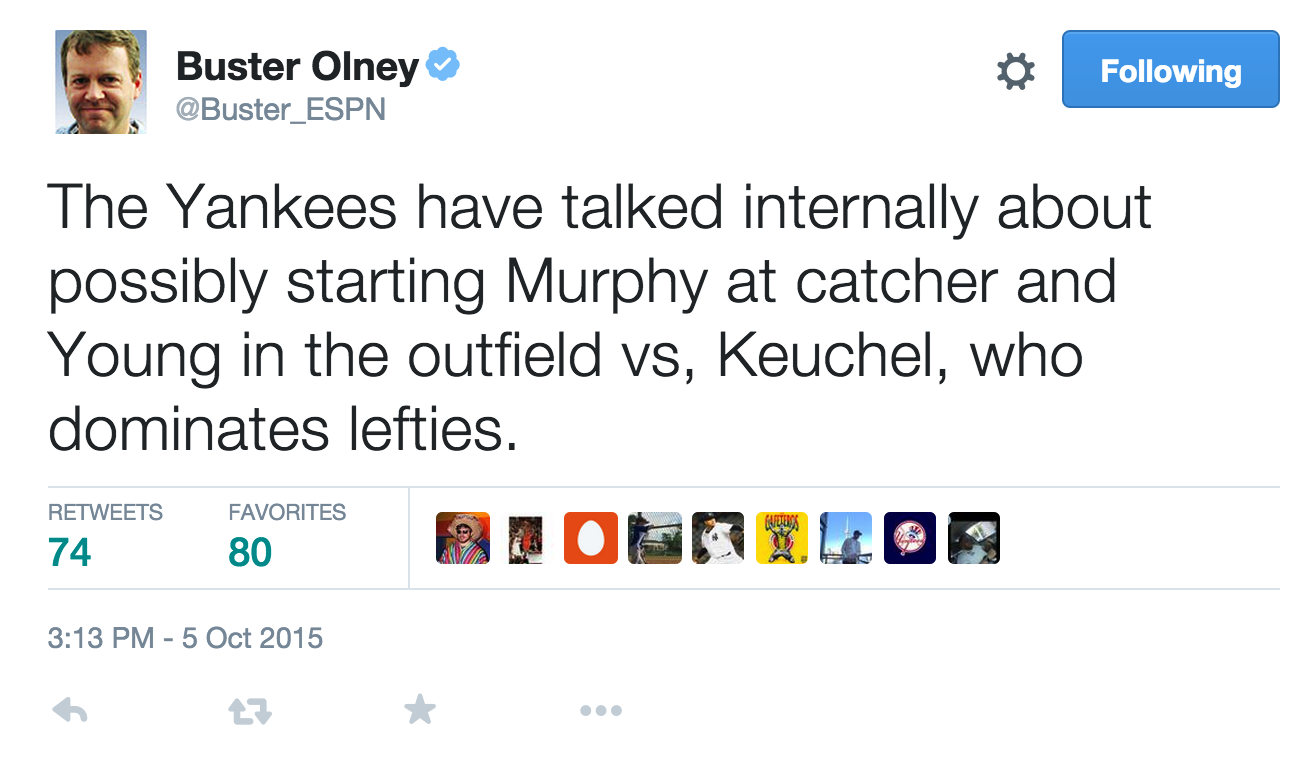 Buster Olney
@Buster_ESPN
Following
The Yankees have talked internally about
possibly starting Murphy at catcher and
Young in the outfield vs, Keuchel, who
dominates lefties.
RETWEETS
74
FAVORITES
80
CAFETEROS
3:13 PM - 5 Oct 2015